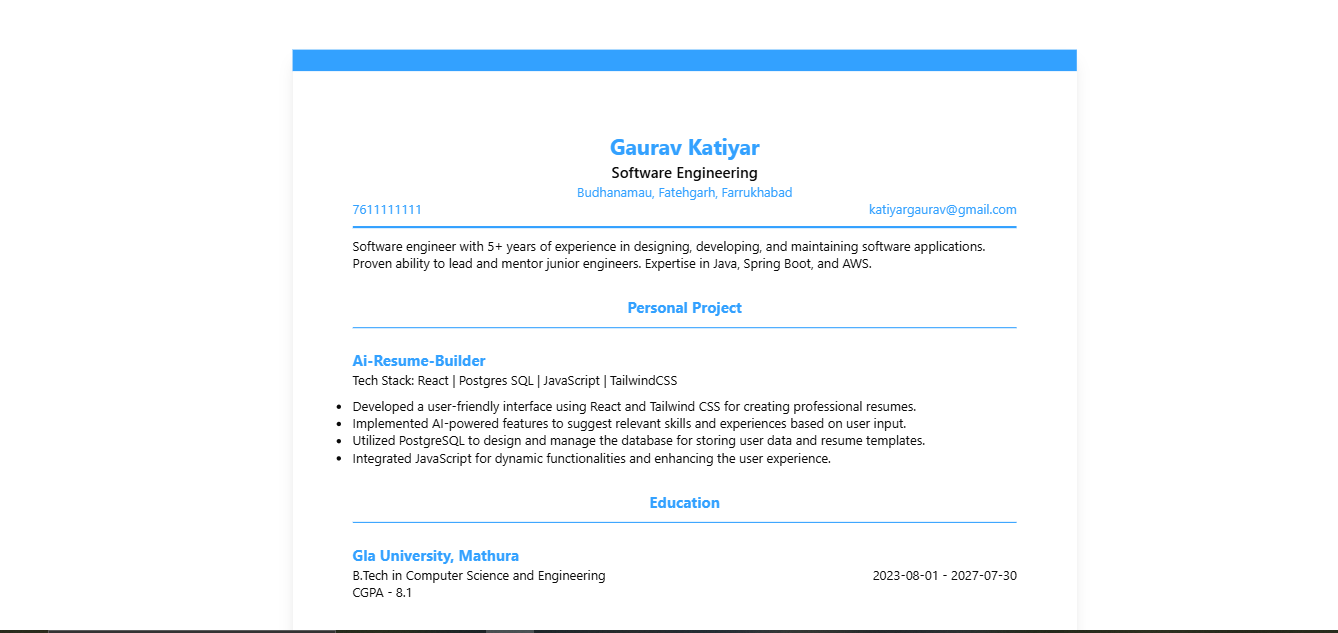 Gaurav Katiyar
Software Engineering
Budhanamau, Fatehgarh, Farrukhabad
7611111111 katiyargaurav@gmail.com
Software engineer with 5+ years of experience in designing, developing, and maintaining software applications.
Proven ability to lead and mentor junior engineers. Expertise in Java, Spring Boot, and AWS.
Personal Project
Ai-Resume-Builder
Tech Stack: React | Postgres SQL | JavaScript | TailwindCSS
• Developed a user-friendly interface using React and Tailwind CSS for creating professional resumes.
• Implemented AI-powered features to suggest relevant skills and experiences based on user input.
• Utilized PostgreSQL to design and manage the database for storing user data and resume templates.
• Integrated JavaScript for dynamic functionalities and enhancing the user experience.
Education
Gla University, Mathura
B.Tech in Computer Science and Engineering 2023-08-01 - 2027-07-30
CGPA - 8.1